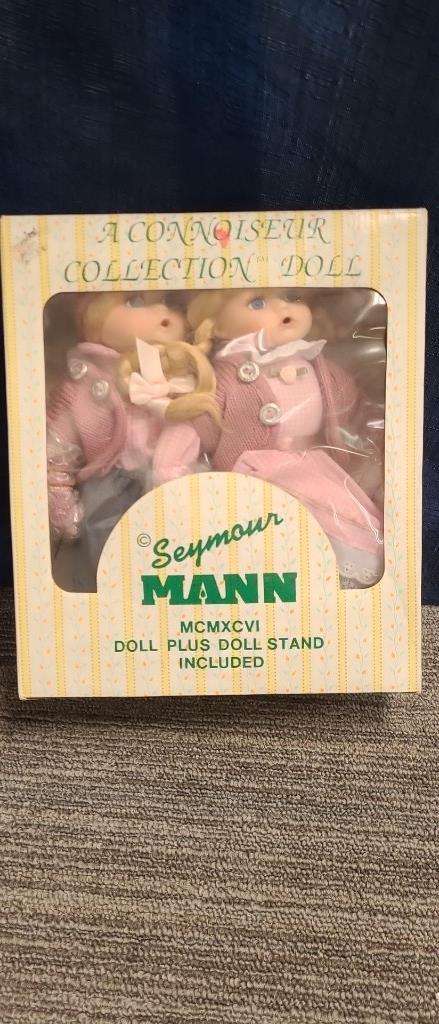 A CONNOISEUR
COLLECTION™ DOLL
© Seymour
MANN
MCMXCVI
DOLL PLUS DOLL STAND
INCLUDED